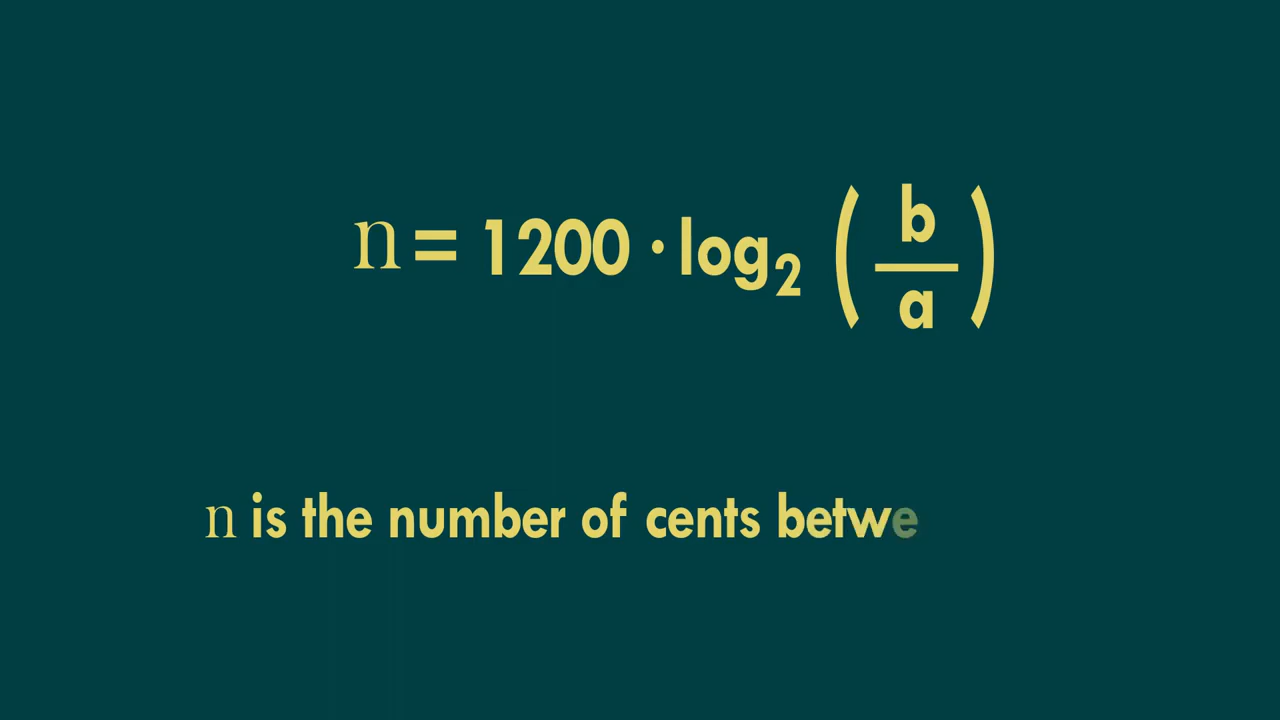 n = 1200 · log₂ (b/a)
n is the number of cents betwe